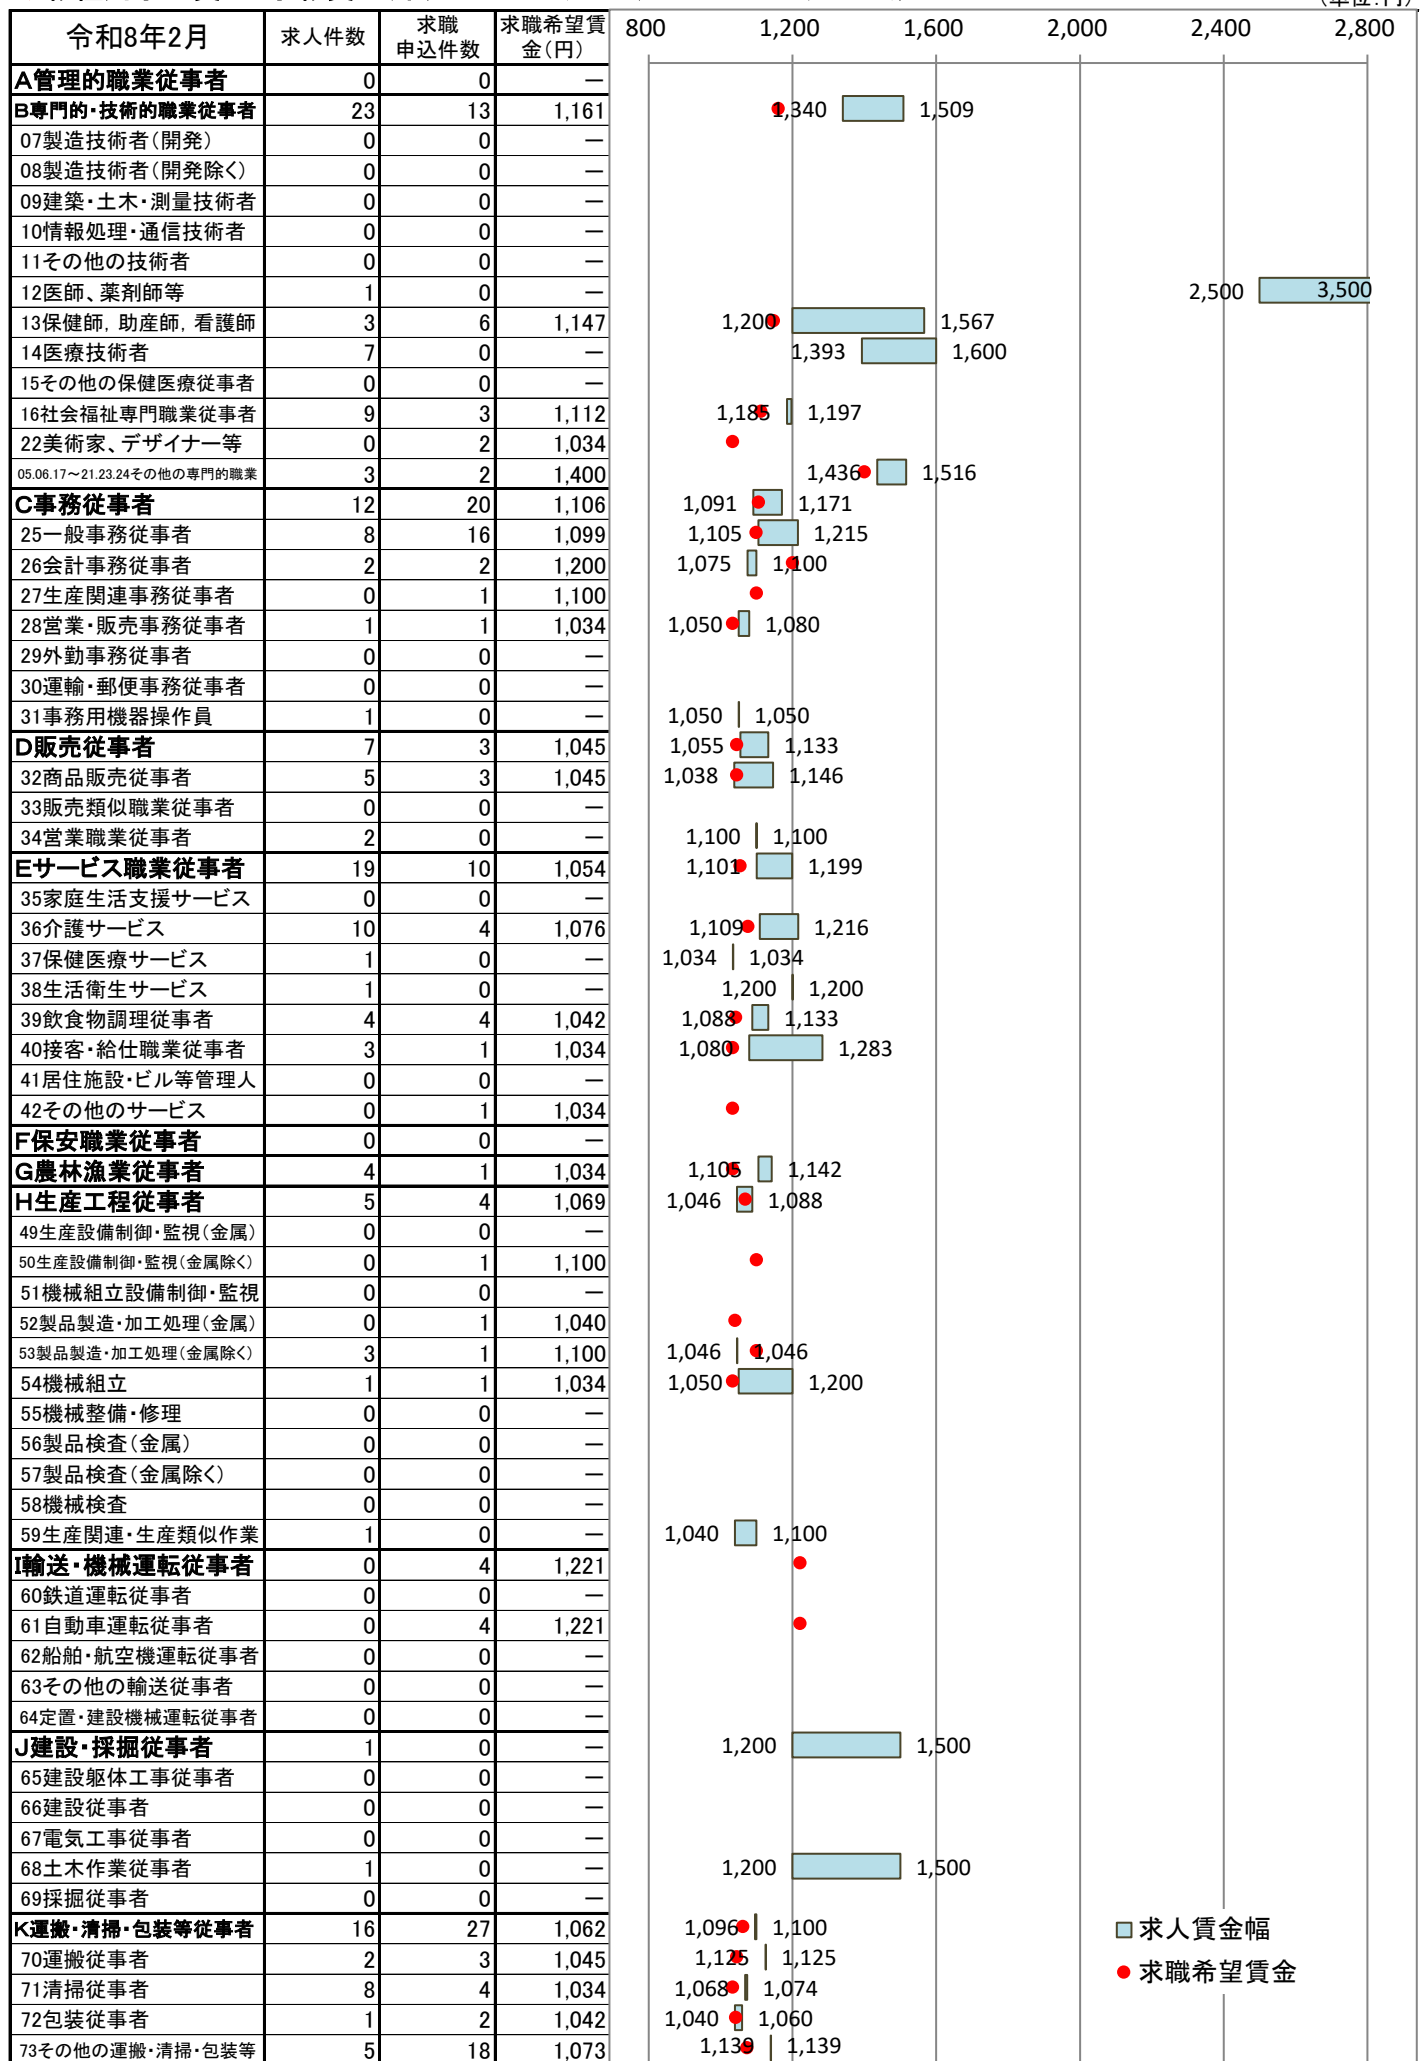 (単位:円)
令和8年2月 求人件数 求職申込件数 求職希望賃金(円) 800 1,200 1,600 2,000 2,400 2,800
A管理的職業従事者 0 0 ―
B専門的・技術的職業従事者 23 13 1,161 1,340 1,509
07製造技術者(開発) 0 0 ―
08製造技術者(開発除く) 0 0 ―
09建築・土木・測量技術者 0 0 ―
10情報処理・通信技術者 0 0 ―
11その他の技術者 0 0 ―
12医師、薬剤師等 1 0 ― 2,500 3,500
13保健師, 助産師, 看護師 3 6 1,147 1,200 1,567
14医療技術者 7 0 ― 1,393 1,600
15その他の保健医療従事者 0 0 ―
16社会福祉専門職業従事者 9 3 1,112 1,185 1,197
22美術家、デザイナー等 0 2 1,034
05.06.17～21.23.24その他の専門的職業 3 2 1,400 1,436 1,516
C事務従事者 12 20 1,106 1,091 1,171
25一般事務従事者 8 16 1,099 1,105 1,215
26会計事務従事者 2 2 1,200 1,075 1,100
27生産関連事務従事者 0 1 1,100
28営業・販売事務従事者 1 1 1,034 1,050 1,080
29外勤事務従事者 0 0 ―
30運輸・郵便事務従事者 0 0 ―
31事務用機器操作員 1 0 ― 1,050 1,050
D販売従事者 7 3 1,045 1,055 1,133
32商品販売従事者 5 3 1,045 1,038 1,146
33販売類似職業従事者 0 0 ―
34営業職業従事者 2 0 ― 1,100 1,100
Eサービス職業従事者 19 10 1,054 1,101 1,199
35家庭生活支援サービス 0 0 ―
36介護サービス 10 4 1,076 1,109 1,216
37保健医療サービス 1 0 ― 1,034 1,034
38生活衛生サービス 1 0 ― 1,200 1,200
39飲食物調理従事者 4 4 1,042 1,088 1,133
40接客・給仕職業従事者 3 1 1,034 1,080 1,283
41居住施設・ビル等管理人 0 0 ―
42その他のサービス 0 1 1,034
F保安職業従事者 0 0 ―
G農林漁業従事者 4 1 1,034 1,105 1,142
H生産工程従事者 5 4 1,069 1,046 1,088
49生産設備制御・監視(金属) 0 0 ―
50生産設備制御・監視(金属除く) 0 1 1,100
51機械組立設備制御・監視 0 0 ―
52製品製造・加工処理(金属) 0 1 1,040
53製品製造・加工処理(金属除く) 3 1 1,100 1,046 1,046
54機械組立 1 1 1,034 1,050 1,200
55機械整備・修理 0 0 ―
56製品検査(金属) 0 0 ―
57製品検査(金属除く) 0 0 ―
58機械検査 0 0 ―
59生産関連・生産類似作業 1 0 ― 1,040 1,100
I輸送・機械運転従事者 0 4 1,221
60鉄道運転従事者 0 0 ―
61自動車運転従事者 0 4 1,221
62船舶・航空機運転従事者 0 0 ―
63その他の輸送従事者 0 0 ―
64定置・建設機械運転従事者 0 0 ―
J建設・採掘従事者 1 0 ― 1,200 1,500
65建設躯体工事従事者 0 0 ―
66建設従事者 0 0 ―
67電気工事従事者 0 0 ―
68土木作業従事者 1 0 ― 1,200 1,500
69採掘従事者 0 0 ―
K運搬・清掃・包装等従事者 16 27 1,062 1,096 1,100 求人賃金幅
70運搬従事者 2 3 1,045 1,125 1,125 求職希望賃金
71清掃従事者 8 4 1,034 1,068 1,074
72包装従事者 1 2 1,042 1,040 1,060
73その他の運搬・清掃・包装等 5 18 1,073 1,139 1,139